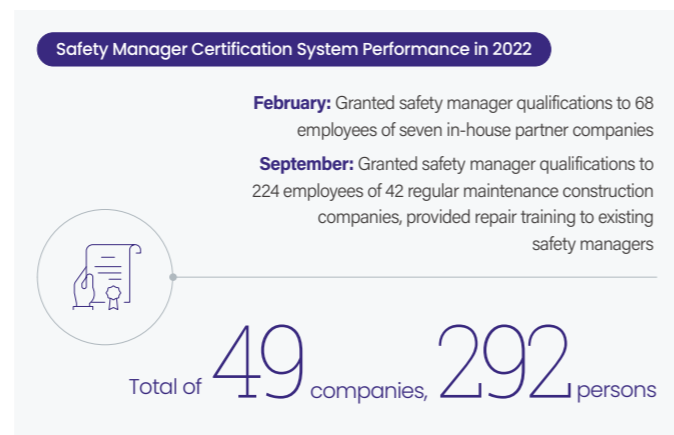 Safety Manager Certification System Performance in 2022
February: Granted safety manager qualifications to 68
employees of seven in-house partner companies
September: Granted safety manager qualifications to
224 employees of 42 regular maintenance construction
companies, provided repair training to existing
safety managers
Total of 49 companies, 292 persons